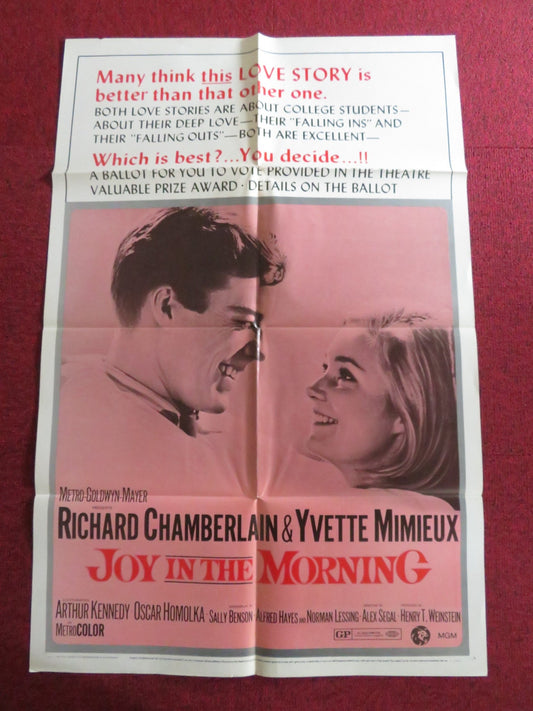 Many think this LOVE STORY is
better than that other one.
BOTH LOVE STORIES ARE ABOUT COLLEGE STUDENTS—
ABOUT THEIR DEEP LOVE—THEIR "FALLING INS" AND
THEIR "FALLING OUTS"—BOTH ARE EXCELLENT—
Which is best?...You decide...!!
A BALLOT FOR YOU TO VOTE PROVIDED IN THE THEATRE
VALUABLE PRIZE AWARD · DETAILS ON THE BALLOT
METRO-GOLDWYN-MAYER
PRESENTS
RICHARD CHAMBERLAIN & YVETTE MIMIEUX
JOY IN THE MORNING
ARTHUR KENNEDY OSCAR HOMOLKA · SALLY BENSON, ALFRED HAYES AND NORMAN LESSING · ALEX SEGAL · HENRY T. WEINSTEIN
IN METROCOLOR
GP
MGM